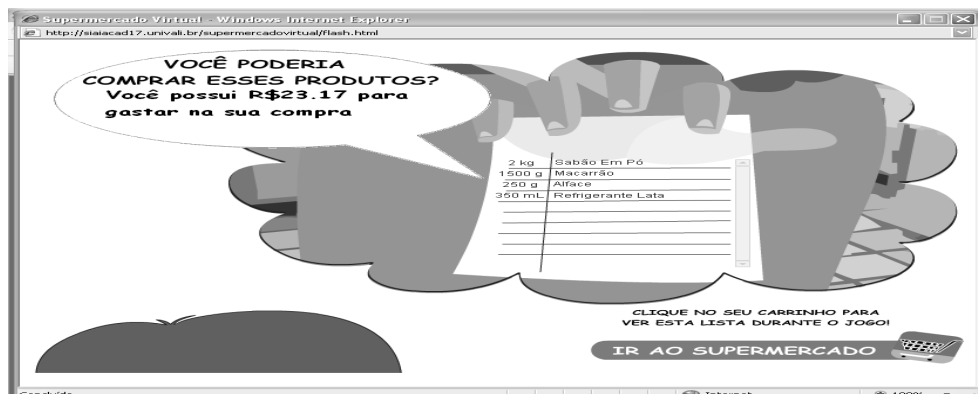 Supermercado Virtual - Windows Internet Explorer
http://siaiacad17.univali.br/supermercadovirtual/flash.html
VOCÊ PODERIA
COMPRAR ESSES PRODUTOS?
Você possui R$23.17 para
gastar na sua compra
2 kg Sabão Em Pó
1500 g Macarrão
250 g Alface
350 mL Refrigerante Lata
CLIQUE NO SEU CARRINHO PARA
VER ESTA LISTA DURANTE O JOGO!
IR AO SUPERMERCADO
Concluído Internet 100%